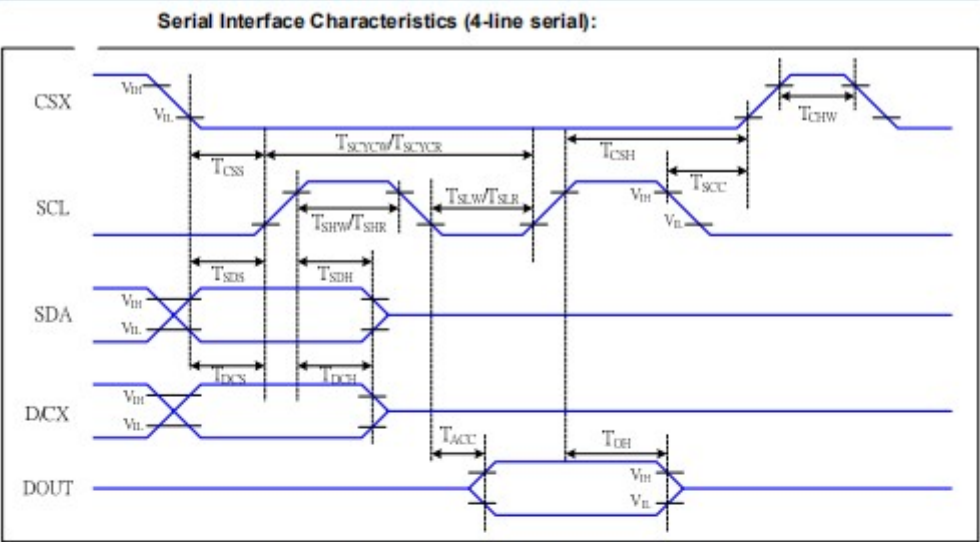 Serial Interface Characteristics (4-line serial):
CSX
VIH
VIL
TCHW
TCSS
TSCYCW/TSCYCR
TCSH
TSCC
SCL
TSHW/TSHR
TSLW/TSLR
VIH
VIL
TSDS
TSDH
SDA
VIH
VIL
TDCS
TDCH
D/CX
VIH
VIL
TACC
TOH
DOUT
VIH
VIL